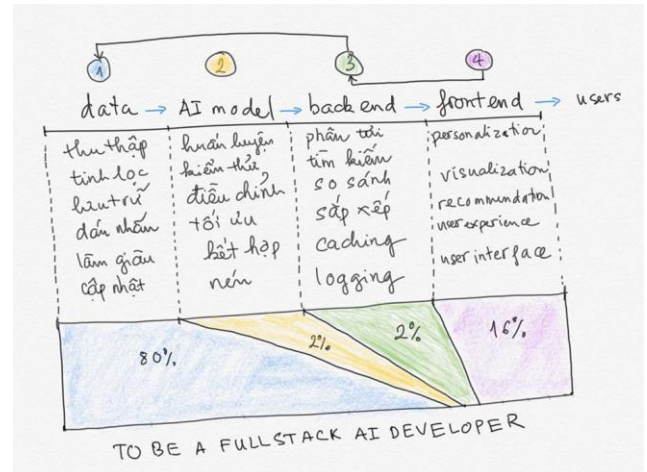 1 2 3 4
data → AI model → backend → frontend → users
thu thập
tinh lọc
lưu trữ
dán nhãn
làm giàu
cập nhật
huấn luyện
kiểm thử
điều chỉnh
tối ưu
kết hợp
nén
phân tải
tìm kiếm
so sánh
sắp xếp
caching
logging
personalization
visualization
recommendation
user experience
user interface
80%
2%
2%
16%
TO BE A FULLSTACK AI DEVELOPER